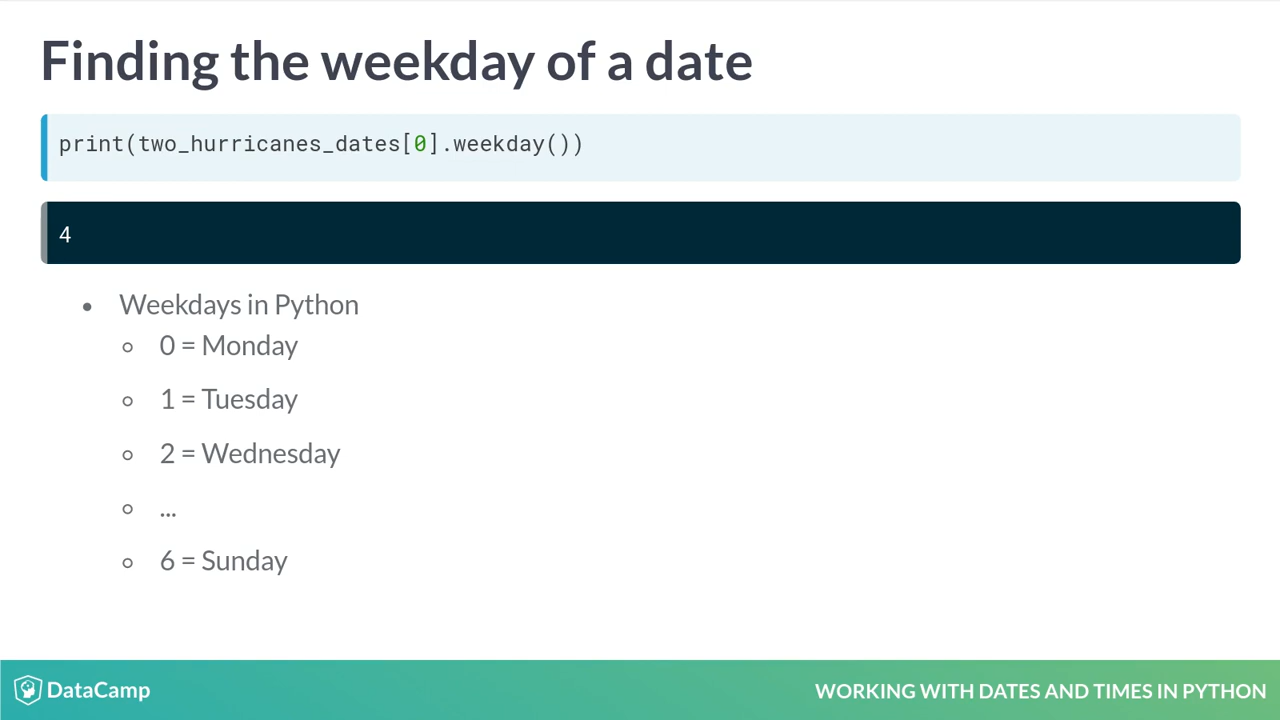 Finding the weekday of a date
print(two_hurricanes_dates[0].weekday())
4
Weekdays in Python
0 = Monday
1 = Tuesday
2 = Wednesday
...
6 = Sunday
DataCamp
WORKING WITH DATES AND TIMES IN PYTHON